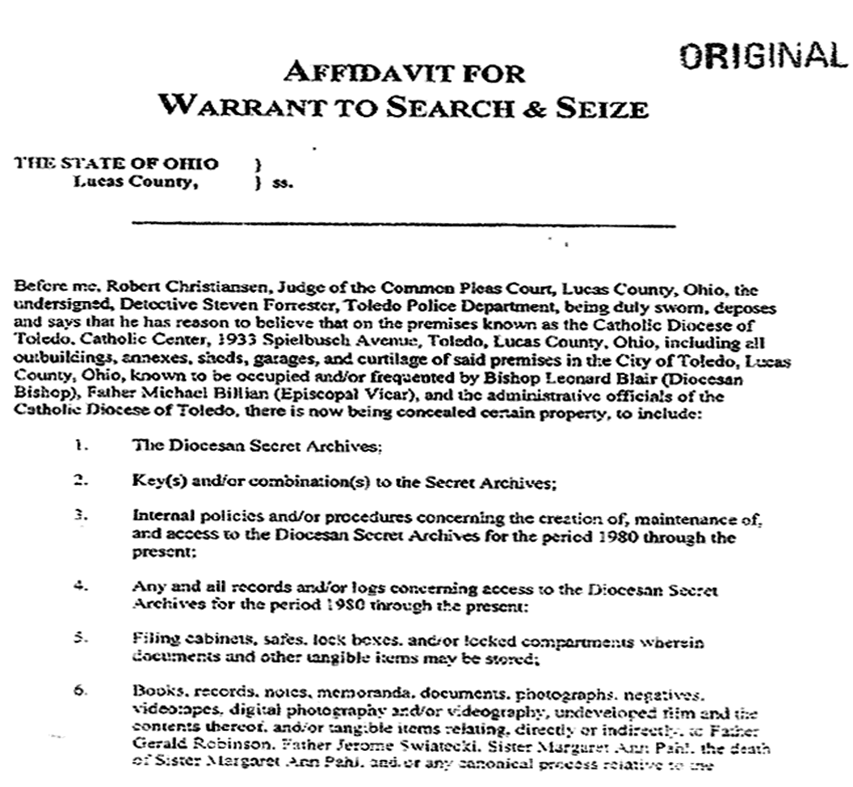 ORIGINAL
AFFIDAVIT FOR
WARRANT TO SEARCH & SEIZE
THE STATE OF OHIO }
Lucas County, } ss.
Before me, Robert Christiansen, Judge of the Common Pleas Court, Lucas County, Ohio, the
undersigned, Detective Steven Forrester, Toledo Police Department, being duly sworn, deposes
and says that he has reason to believe that on the premises known as the Catholic Diocese of
Toledo, Catholic Center, 1933 Spielbusch Avenue, Toledo, Lucas County, Ohio, including all
outbuildings, annexes, sheds, garages, and curtilage of said premises in the City of Toledo, Lucas
County, Ohio, known to be occupied and/or frequented by Bishop Leonard Blair (Diocesan
Bishop), Father Michael Billian (Episcopal Vicar), and the administrative officials of the
Catholic Diocese of Toledo, there is now being concealed certain property, to include:
1. The Diocesan Secret Archives;
2. Key(s) and/or combination(s) to the Secret Archives;
3. Internal policies and/or procedures concerning the creation of, maintenance of,
and access to the Diocesan Secret Archives for the period 1980 through the
present;
4. Any and all records and/or logs concerning access to the Diocesan Secret
Archives for the period 1980 through the present;
5. Filing cabinets, safes, lock boxes, and/or locked compartments wherein
documents and other tangible items may be stored;
6. Books, records, notes, memoranda, documents, photographs, negatives,
videotapes, digital photography and/or videography, undeveloped film and the
contents thereof, and/or tangible items relating, directly or indirectly, to Father
Gerald Robinson, Father Jerome Swiatecki, Sister Margaret Ann Pahl, the death
of Sister Margaret Ann Pahl, and/or any canonical process relative to the